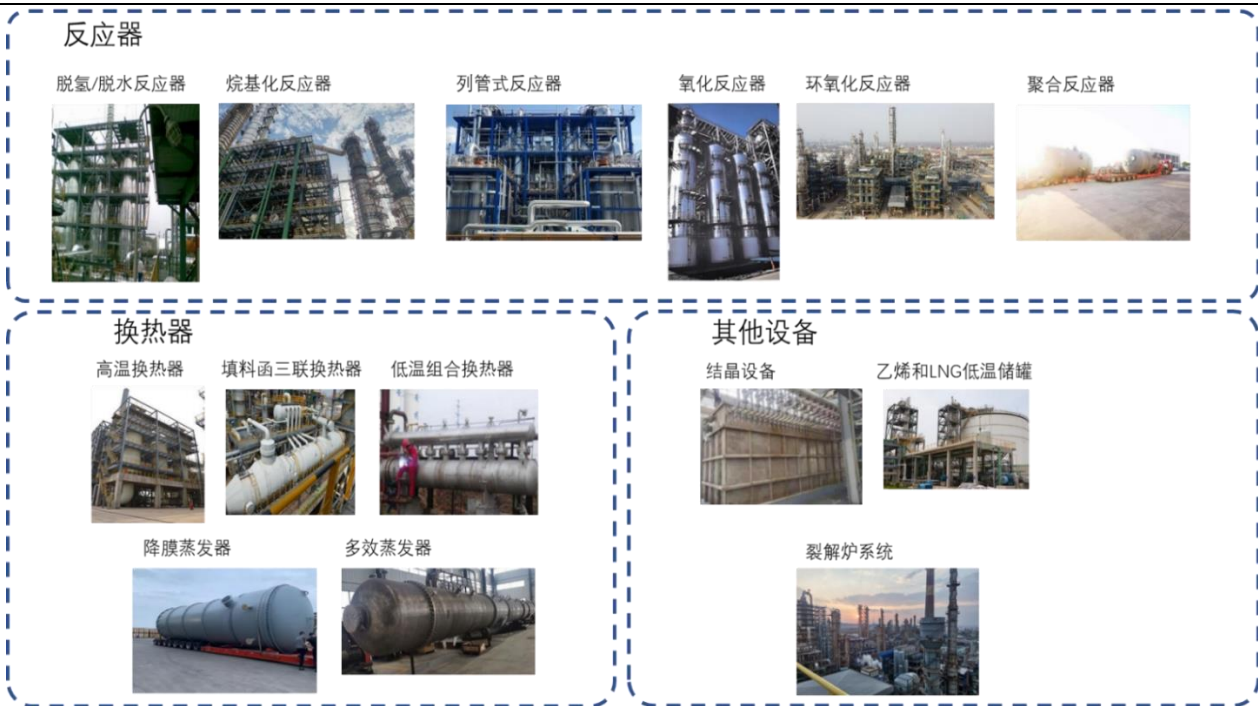 反应器
脱氢/脱水反应器
烷基化反应器
列管式反应器
氧化反应器
环氧化反应器
聚合反应器
换热器
高温换热器
填料函三联换热器
低温组合换热器
降膜蒸发器
多效蒸发器
其他设备
结晶设备
乙烯和LNG低温储罐
裂解炉系统